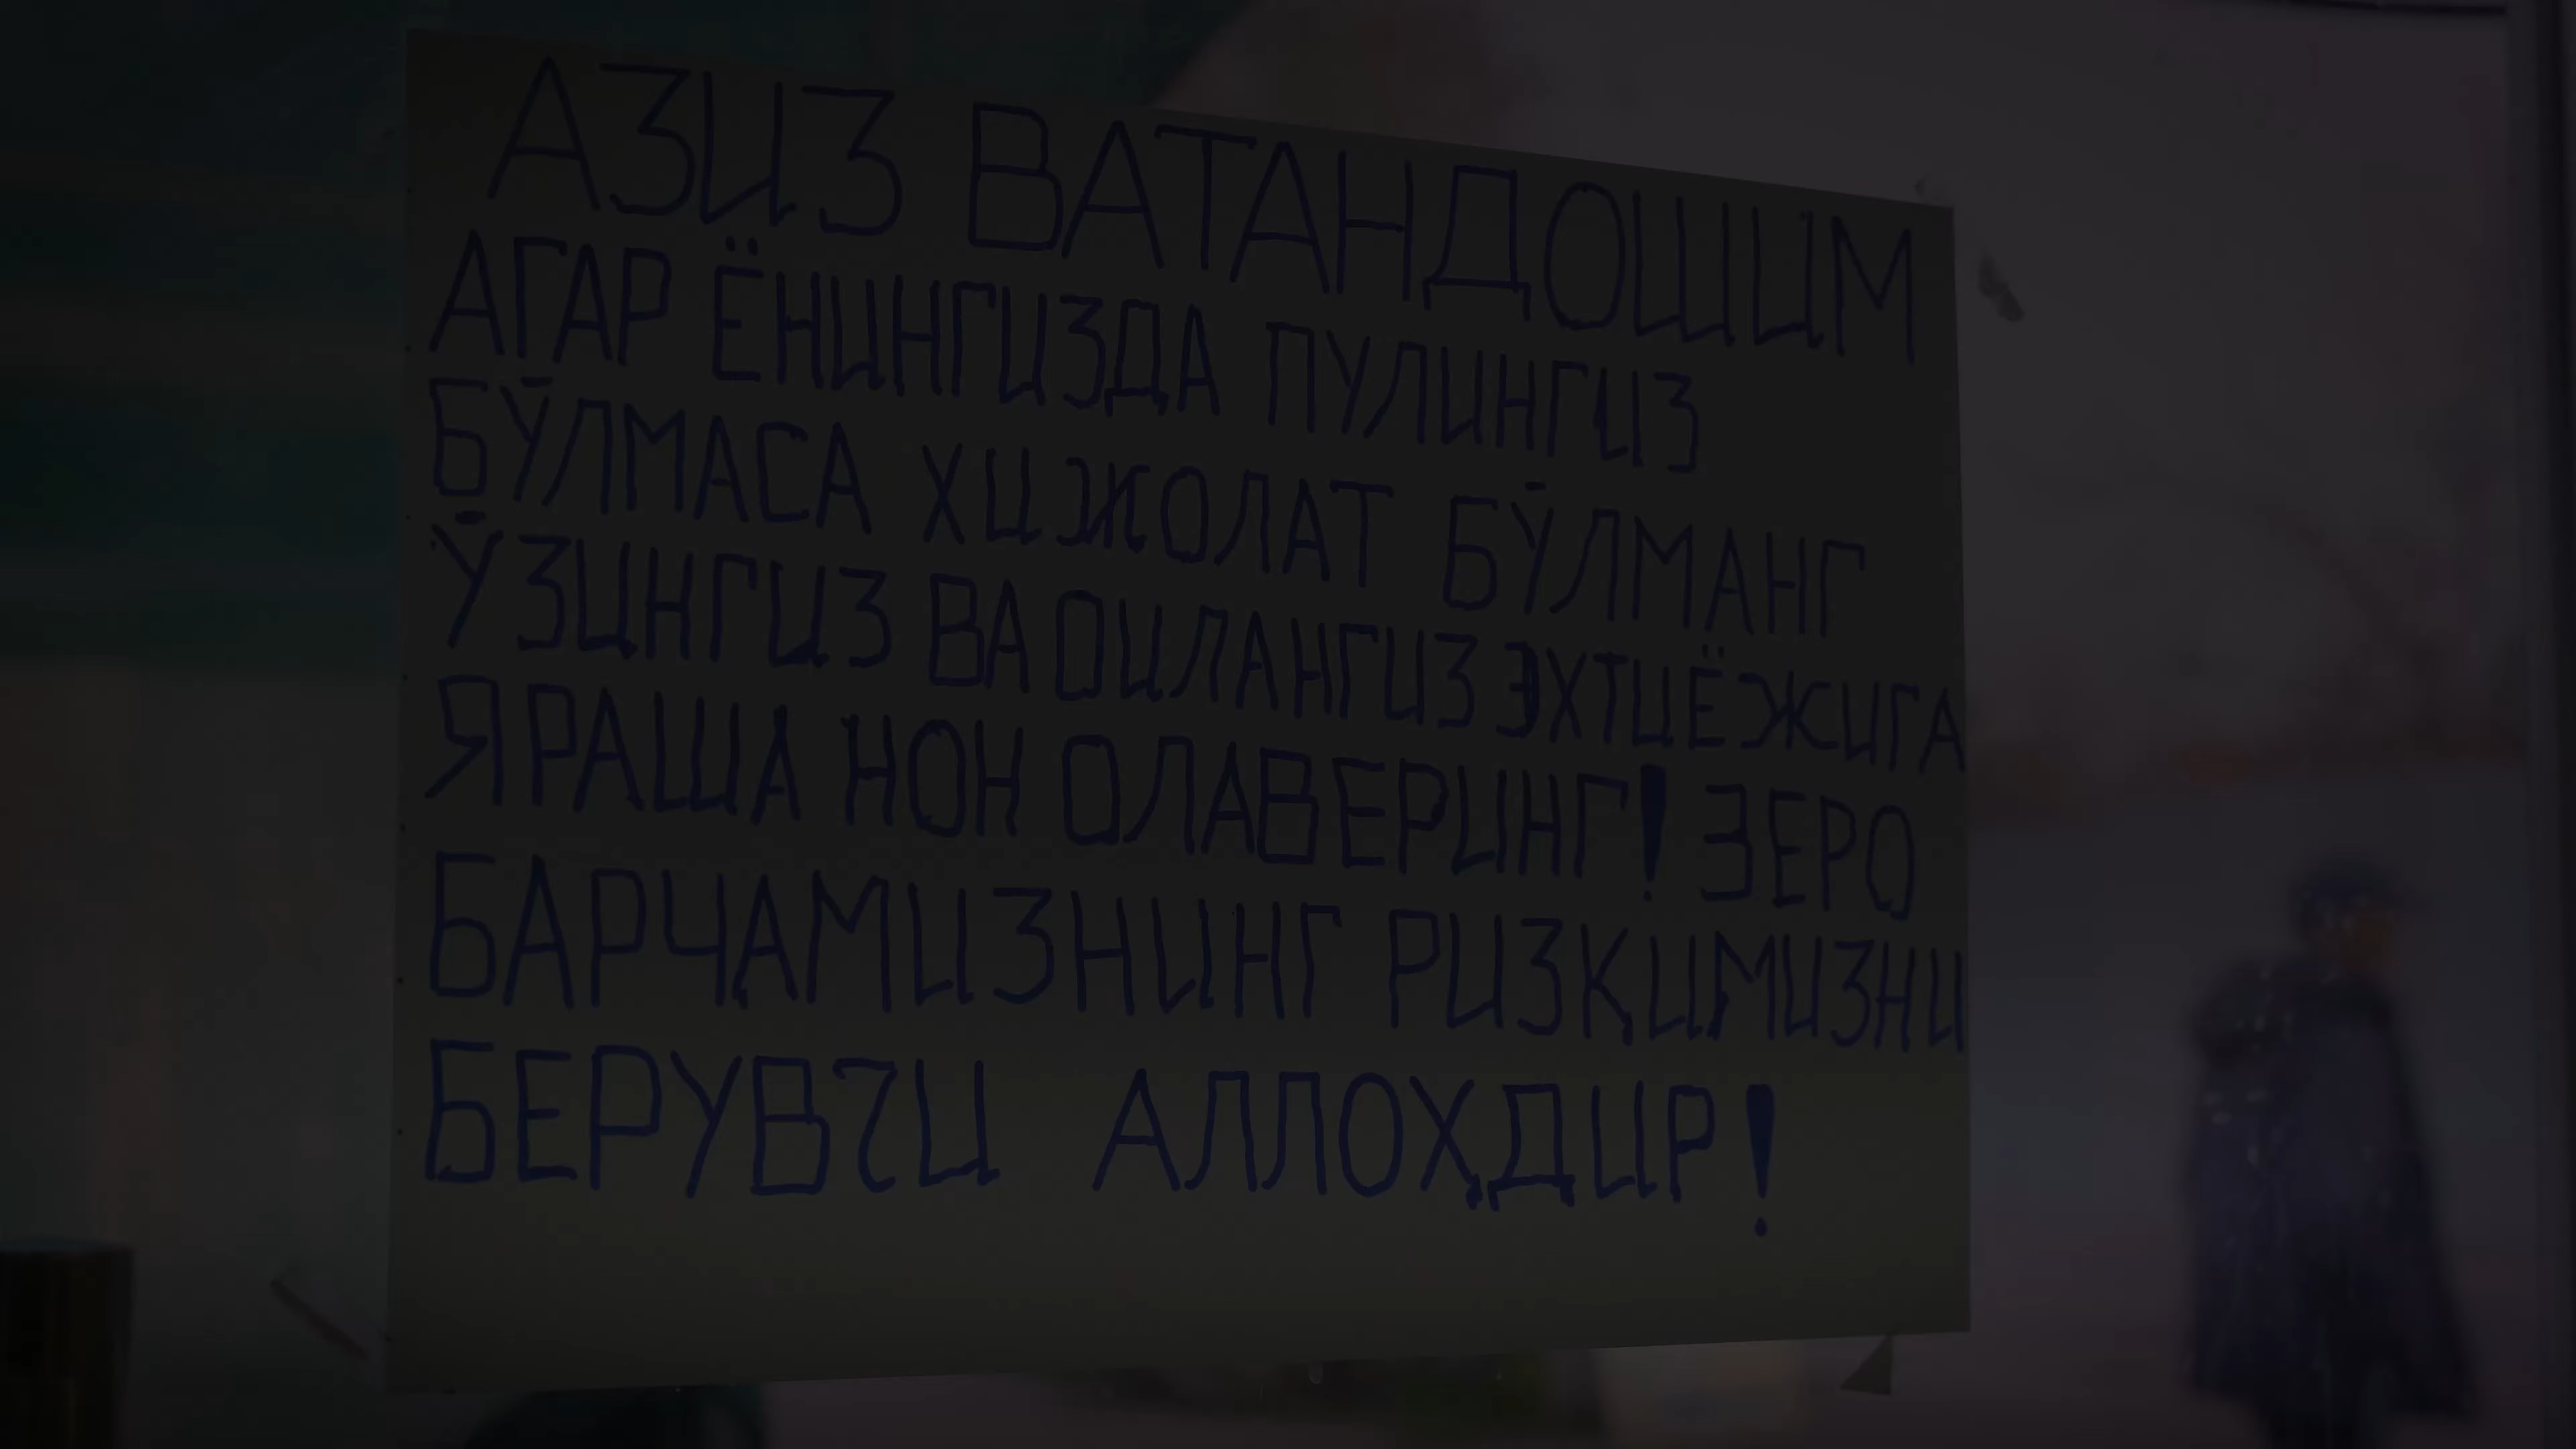 АЗИЗ ВАТАНДОШИМ
АГАР ЁНИНГИЗДА ПУЛИНГИЗ
БЎЛМАСА ХИЖОЛАТ БЎЛМАНГ
ЎЗИНГИЗ ВА ОИЛАНГИЗ ЭХТИЁЖИГА
ЯРАША НОН ОЛАВЕРИНГ! ЗЕРО
БАРЧАМИЗНИНГ РИЗҚИМИЗНИ
БЕРУВЧИ АЛЛОҲДИР!